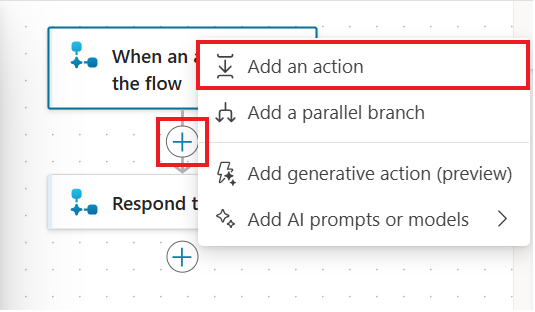 When an
the flow
Add an action
Add a parallel branch
Add generative action (preview)
Respond
Add AI prompts or models